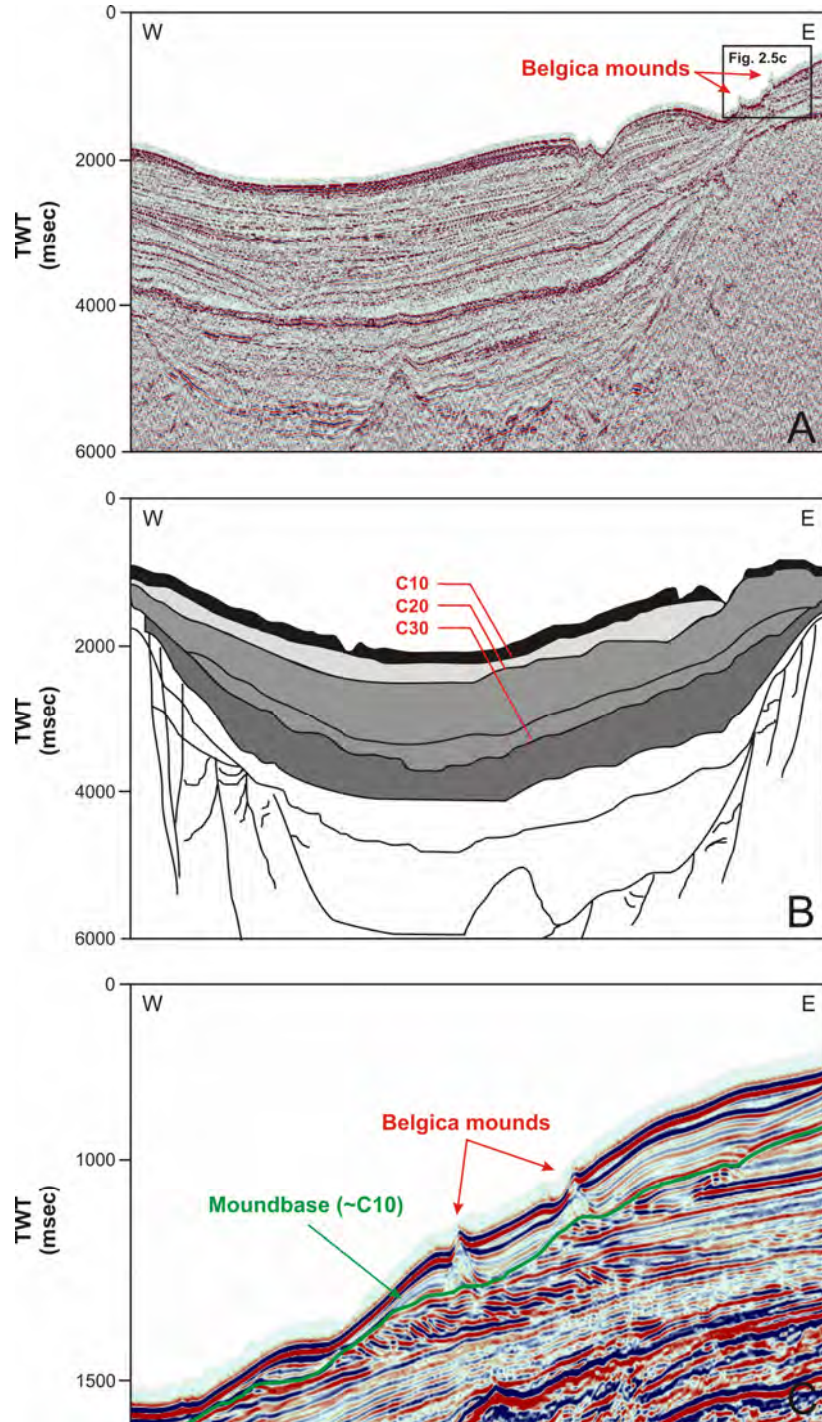 0
W
E
Fig. 2.5c
Belgica mounds
2000
TWT
(msec)
4000
6000
A
0
W
E
C10
C20
C30
2000
TWT
(msec)
4000
6000
B
0
W
E
Belgica mounds
1000
Moundbase (~C10)
TWT
(msec)
1500
C